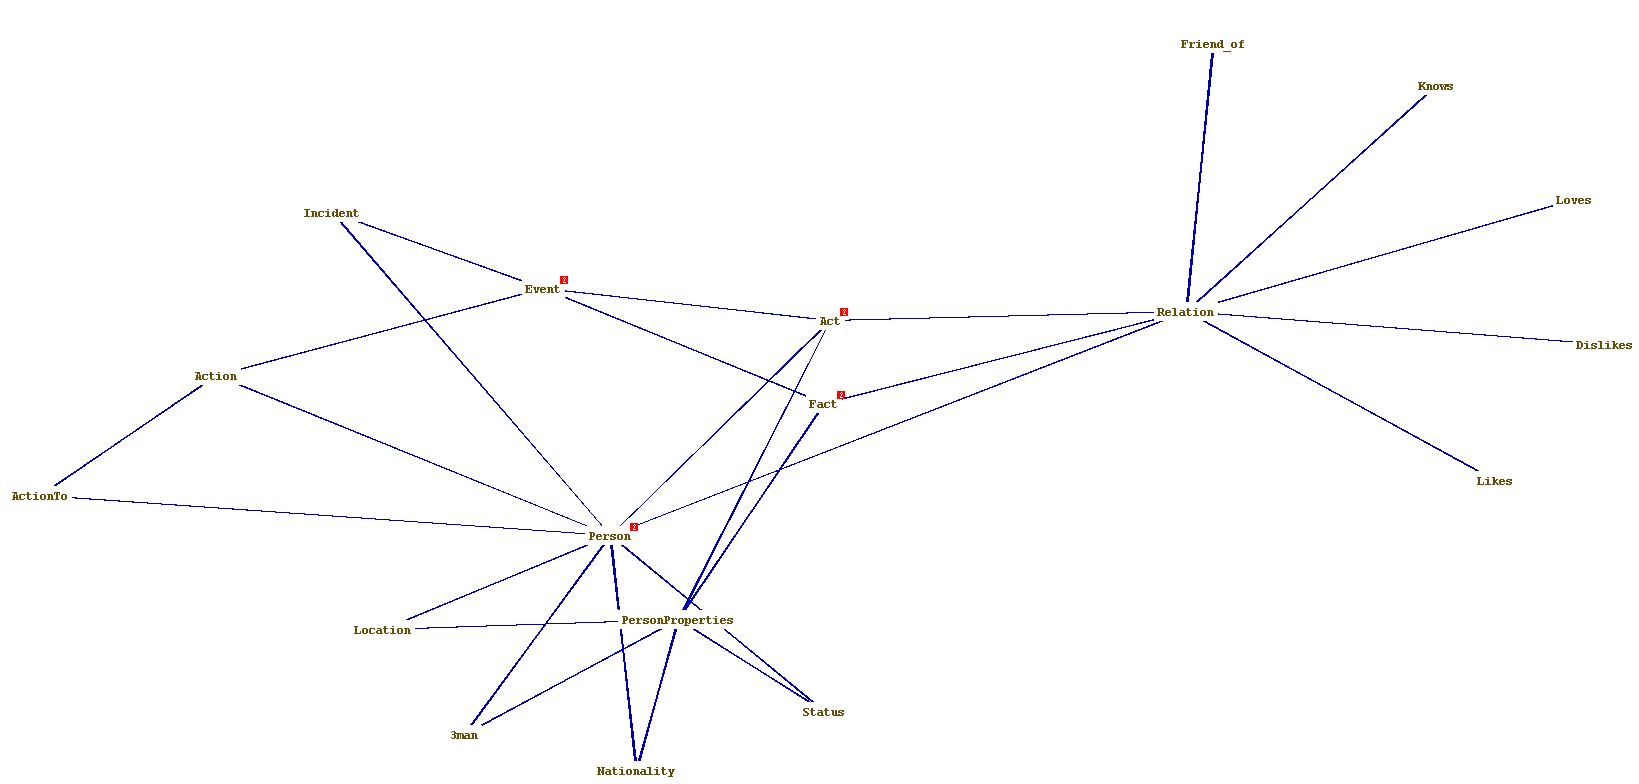 Friend_of
Knows
Loves
Incident
Event
Act
Relation
Dislikes
Action
Fact
Likes
ActionTo
Person
PersonProperties
Location
Status
3man
Nationality